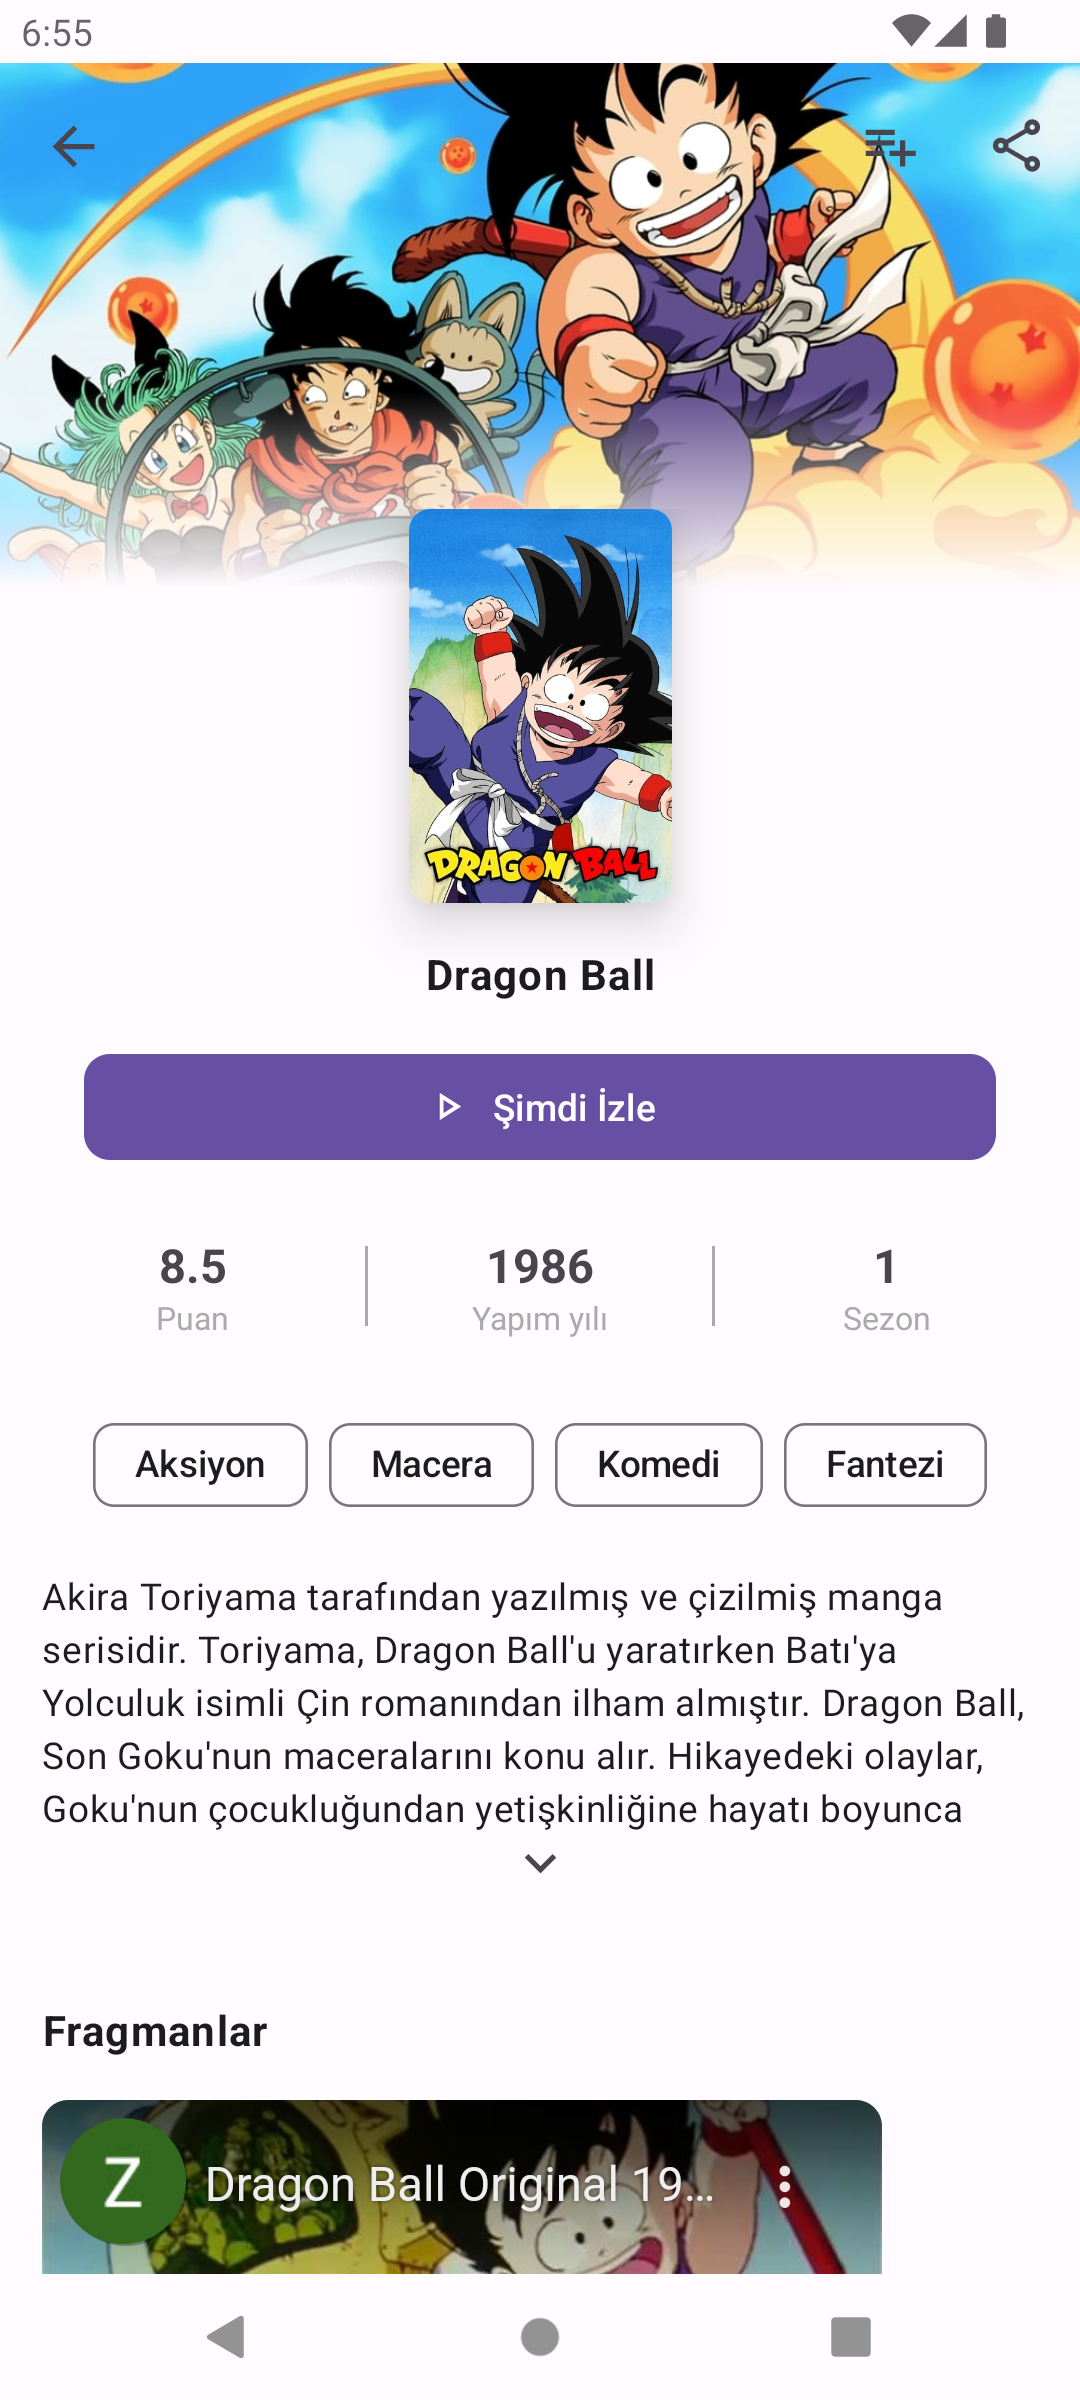 6:55
DRAGON BALL
Dragon Ball
Şimdi İzle
8.5
Puan
1986
Yapım yılı
1
Sezon
Aksiyon
Macera
Komedi
Fantezi
Akira Toriyama tarafından yazılmış ve çizilmiş manga
serisidir. Toriyama, Dragon Ball'u yaratırken Batı'ya
Yolculuk isimli Çin romanından ilham almıştır. Dragon Ball,
Son Goku'nun maceralarını konu alır. Hikayedeki olaylar,
Goku'nun çocukluğundan yetişkinliğine hayatı boyunca
Fragmanlar
Z
Dragon Ball Original 19...